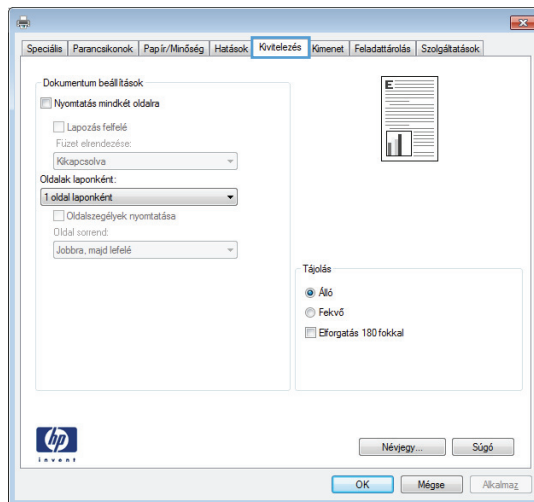 Speciális Parancsikonok Papír/Minőség Hatások Kivitelezés Kimenet Feladattárolás Szolgáltatások
Dokumentum beállítások
Nyomtatás mindkét oldalra
Lapozás felfelé
Füzet elrendezése:
Kikapcsolva
Oldalak laponként:
1 oldal laponként
Oldalszegélyek nyomtatása
Oldal sorrend:
Jobbra, majd lefelé
E
Tájolás
Álló
Fekvő
Elforgatás 180 fokkal
hp
invent
Névjegy... Súgó
OK Mégse Alkalmaz